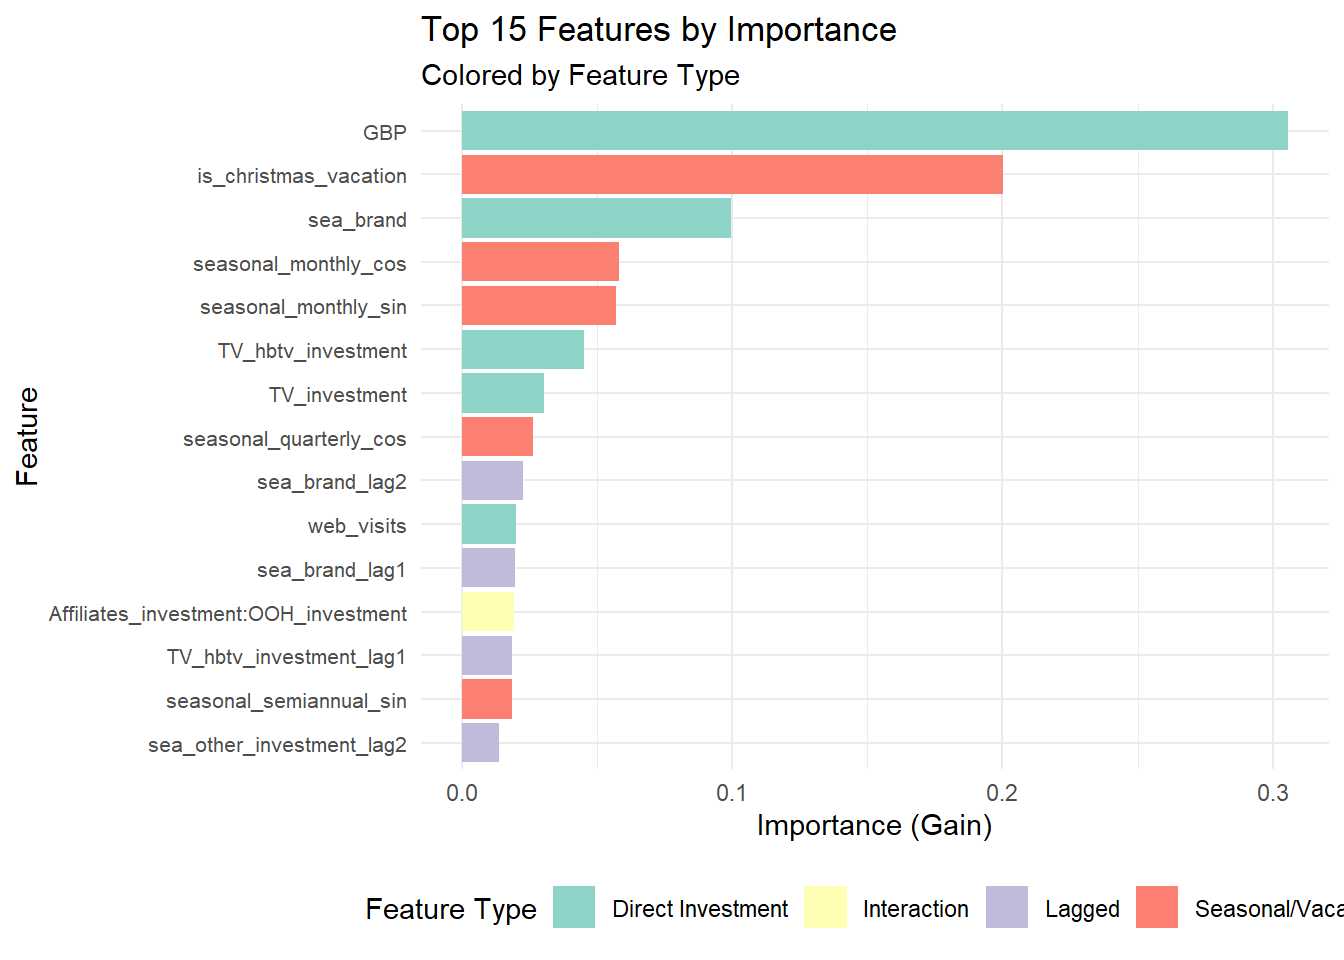 Top 15 Features by Importance
Colored by Feature Type
GBP
is_christmas_vacation
sea_brand
seasonal_monthly_cos
seasonal_monthly_sin
TV_hbtv_investment
TV_investment
seasonal_quarterly_cos
sea_brand_lag2
web_visits
sea_brand_lag1
Affiliates_investment:OOH_investment
TV_hbtv_investment_lag1
seasonal_semiannual_sin
sea_other_investment_lag2
Feature
0.0 0.1 0.2 0.3
Importance (Gain)
Feature Type Direct Investment Interaction Lagged Seasonal/Vaca